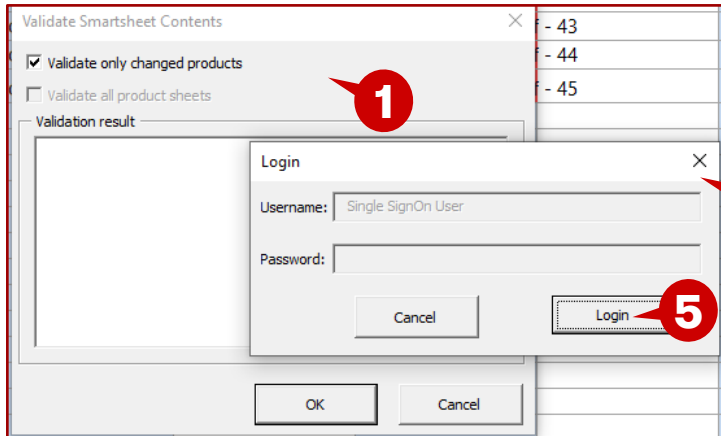 Validate Smartsheet Contents
f - 43
f - 44
f - 45
Validate only changed products
1
Validate all product sheets
Validation result
Login
Username: Single SignOn User
Password:
Cancel
Login
5
OK
Cancel